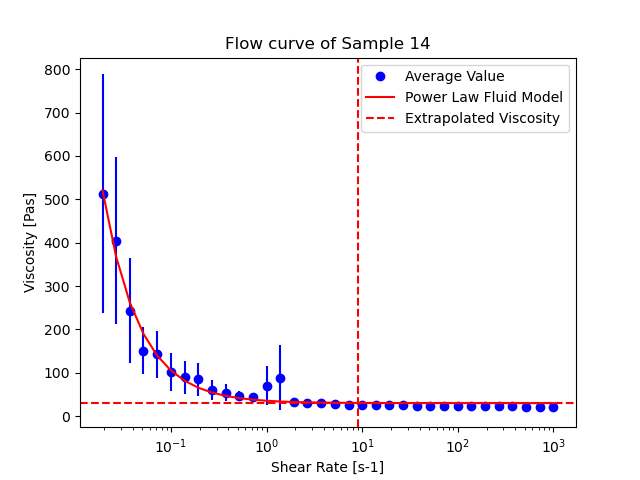 Flow curve of Sample 14
Average Value
Power Law Fluid Model
Extrapolated Viscosity
Viscosity [Pas]
800
700
600
500
400
300
200
100
0
10⁻¹ 10⁰ 10¹ 10² 10³
Shear Rate [s-1]